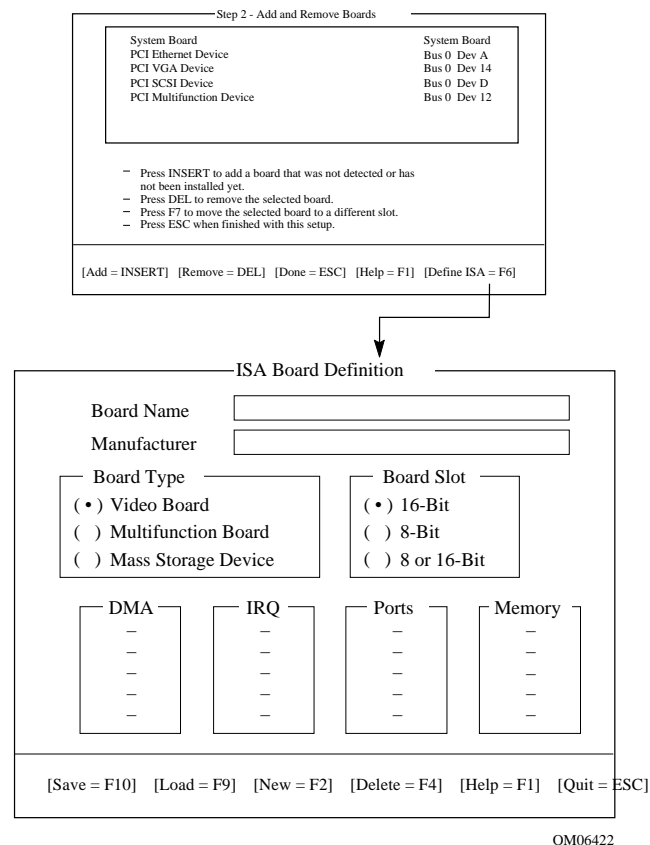 Step 2 - Add and Remove Boards
System Board System Board
PCI Ethernet Device Bus 0 Dev A
PCI VGA Device Bus 0 Dev 14
PCI SCSI Device Bus 0 Dev D
PCI Multifunction Device Bus 0 Dev 12
– Press INSERT to add a board that was not detected or has
not been installed yet.
– Press DEL to remove the selected board.
– Press F7 to move the selected board to a different slot.
– Press ESC when finished with this setup.
[Add = INSERT] [Remove = DEL] [Done = ESC] [Help = F1] [Define ISA = F6]
ISA Board Definition
Board Name
Manufacturer
Board Type Board Slot
( • ) Video Board ( • ) 16-Bit
( ) Multifunction Board ( ) 8-Bit
( ) Mass Storage Device ( ) 8 or 16-Bit
DMA IRQ Ports Memory
– – – –
– – – –
– – – –
– – – –
– – – –
[Save = F10] [Load = F9] [New = F2] [Delete = F4] [Help = F1] [Quit = ESC]
OM06422